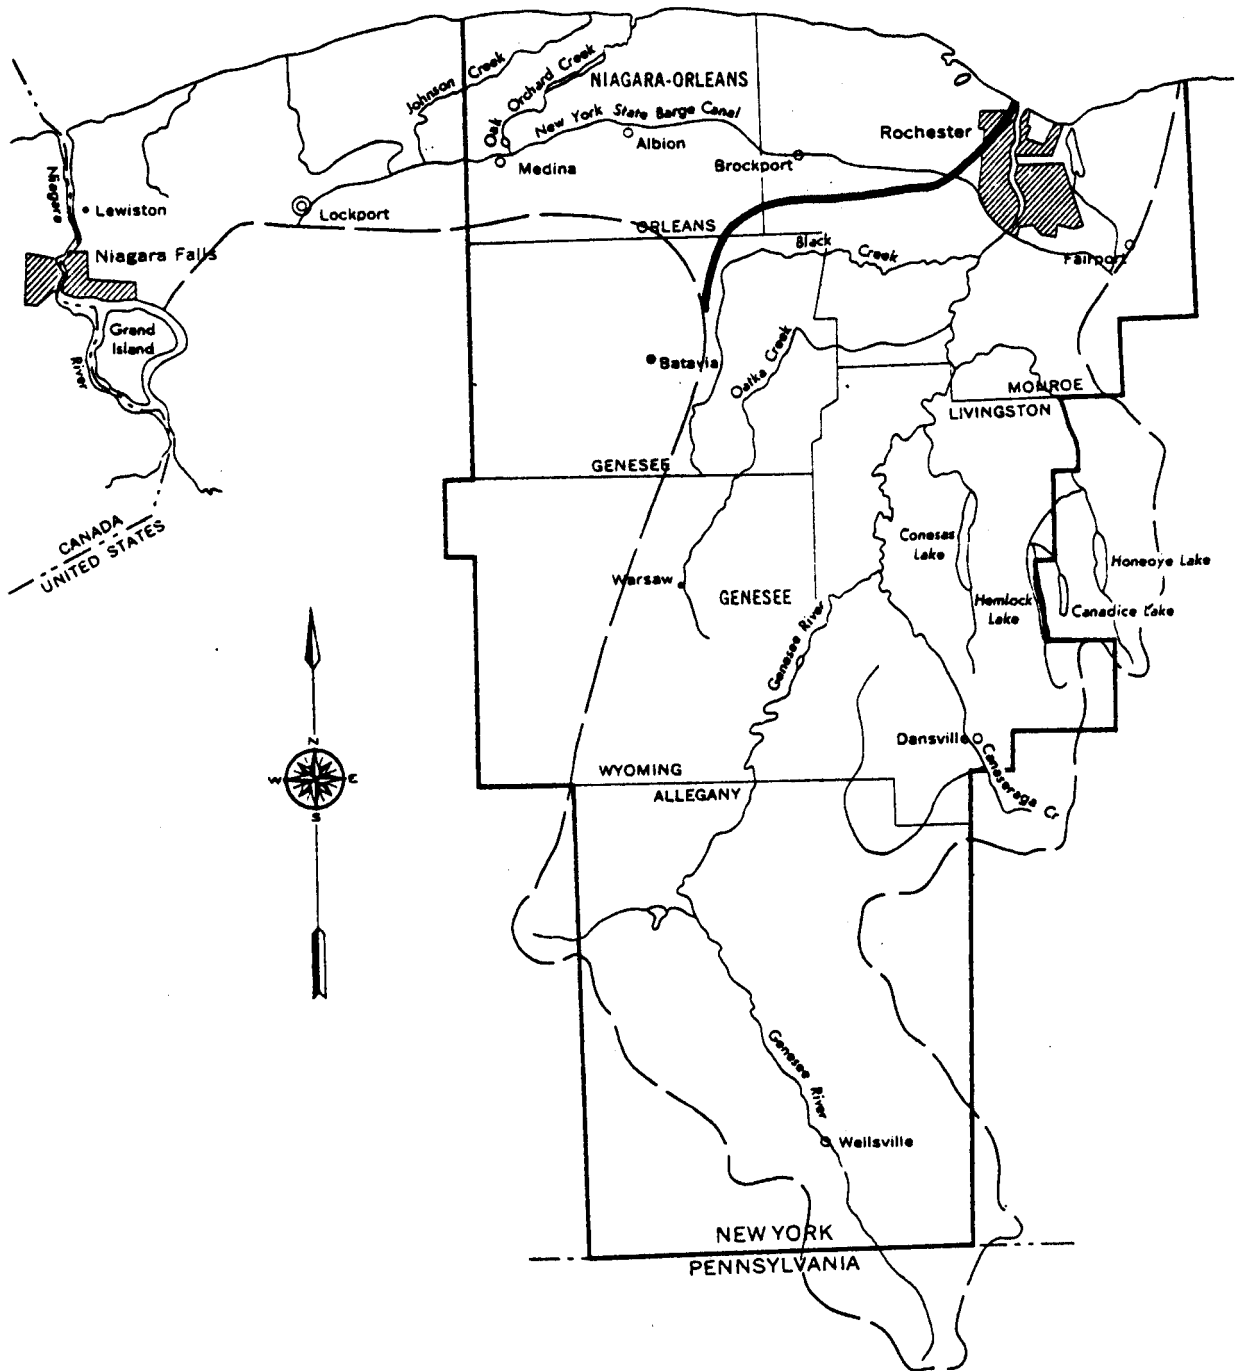 Johnson Creek
Oak Orchard Creek
NIAGARA-ORLEANS
New York State Barge Canal
Rochester
Albion
Medina
Brockport
Niagara
Lewiston
Lockport
ORLEANS
Black Creek
Fairport
Niagara Falls
Grand
Island
River
Batavia
Oatka Creek
MONROE
LIVINGSTON
GENESEE
CANADA
UNITED STATES
Conesas
Lake
Honeoye Lake
Warsaw
GENESEE
Hemlock
Lake
Canadice Lake
Genesee River
Dansville
Canaseraga Cr
N
W
E
S
WYOMING
ALLEGANY
Genesee
River
Wellsville
NEW YORK
PENNSYLVANIA